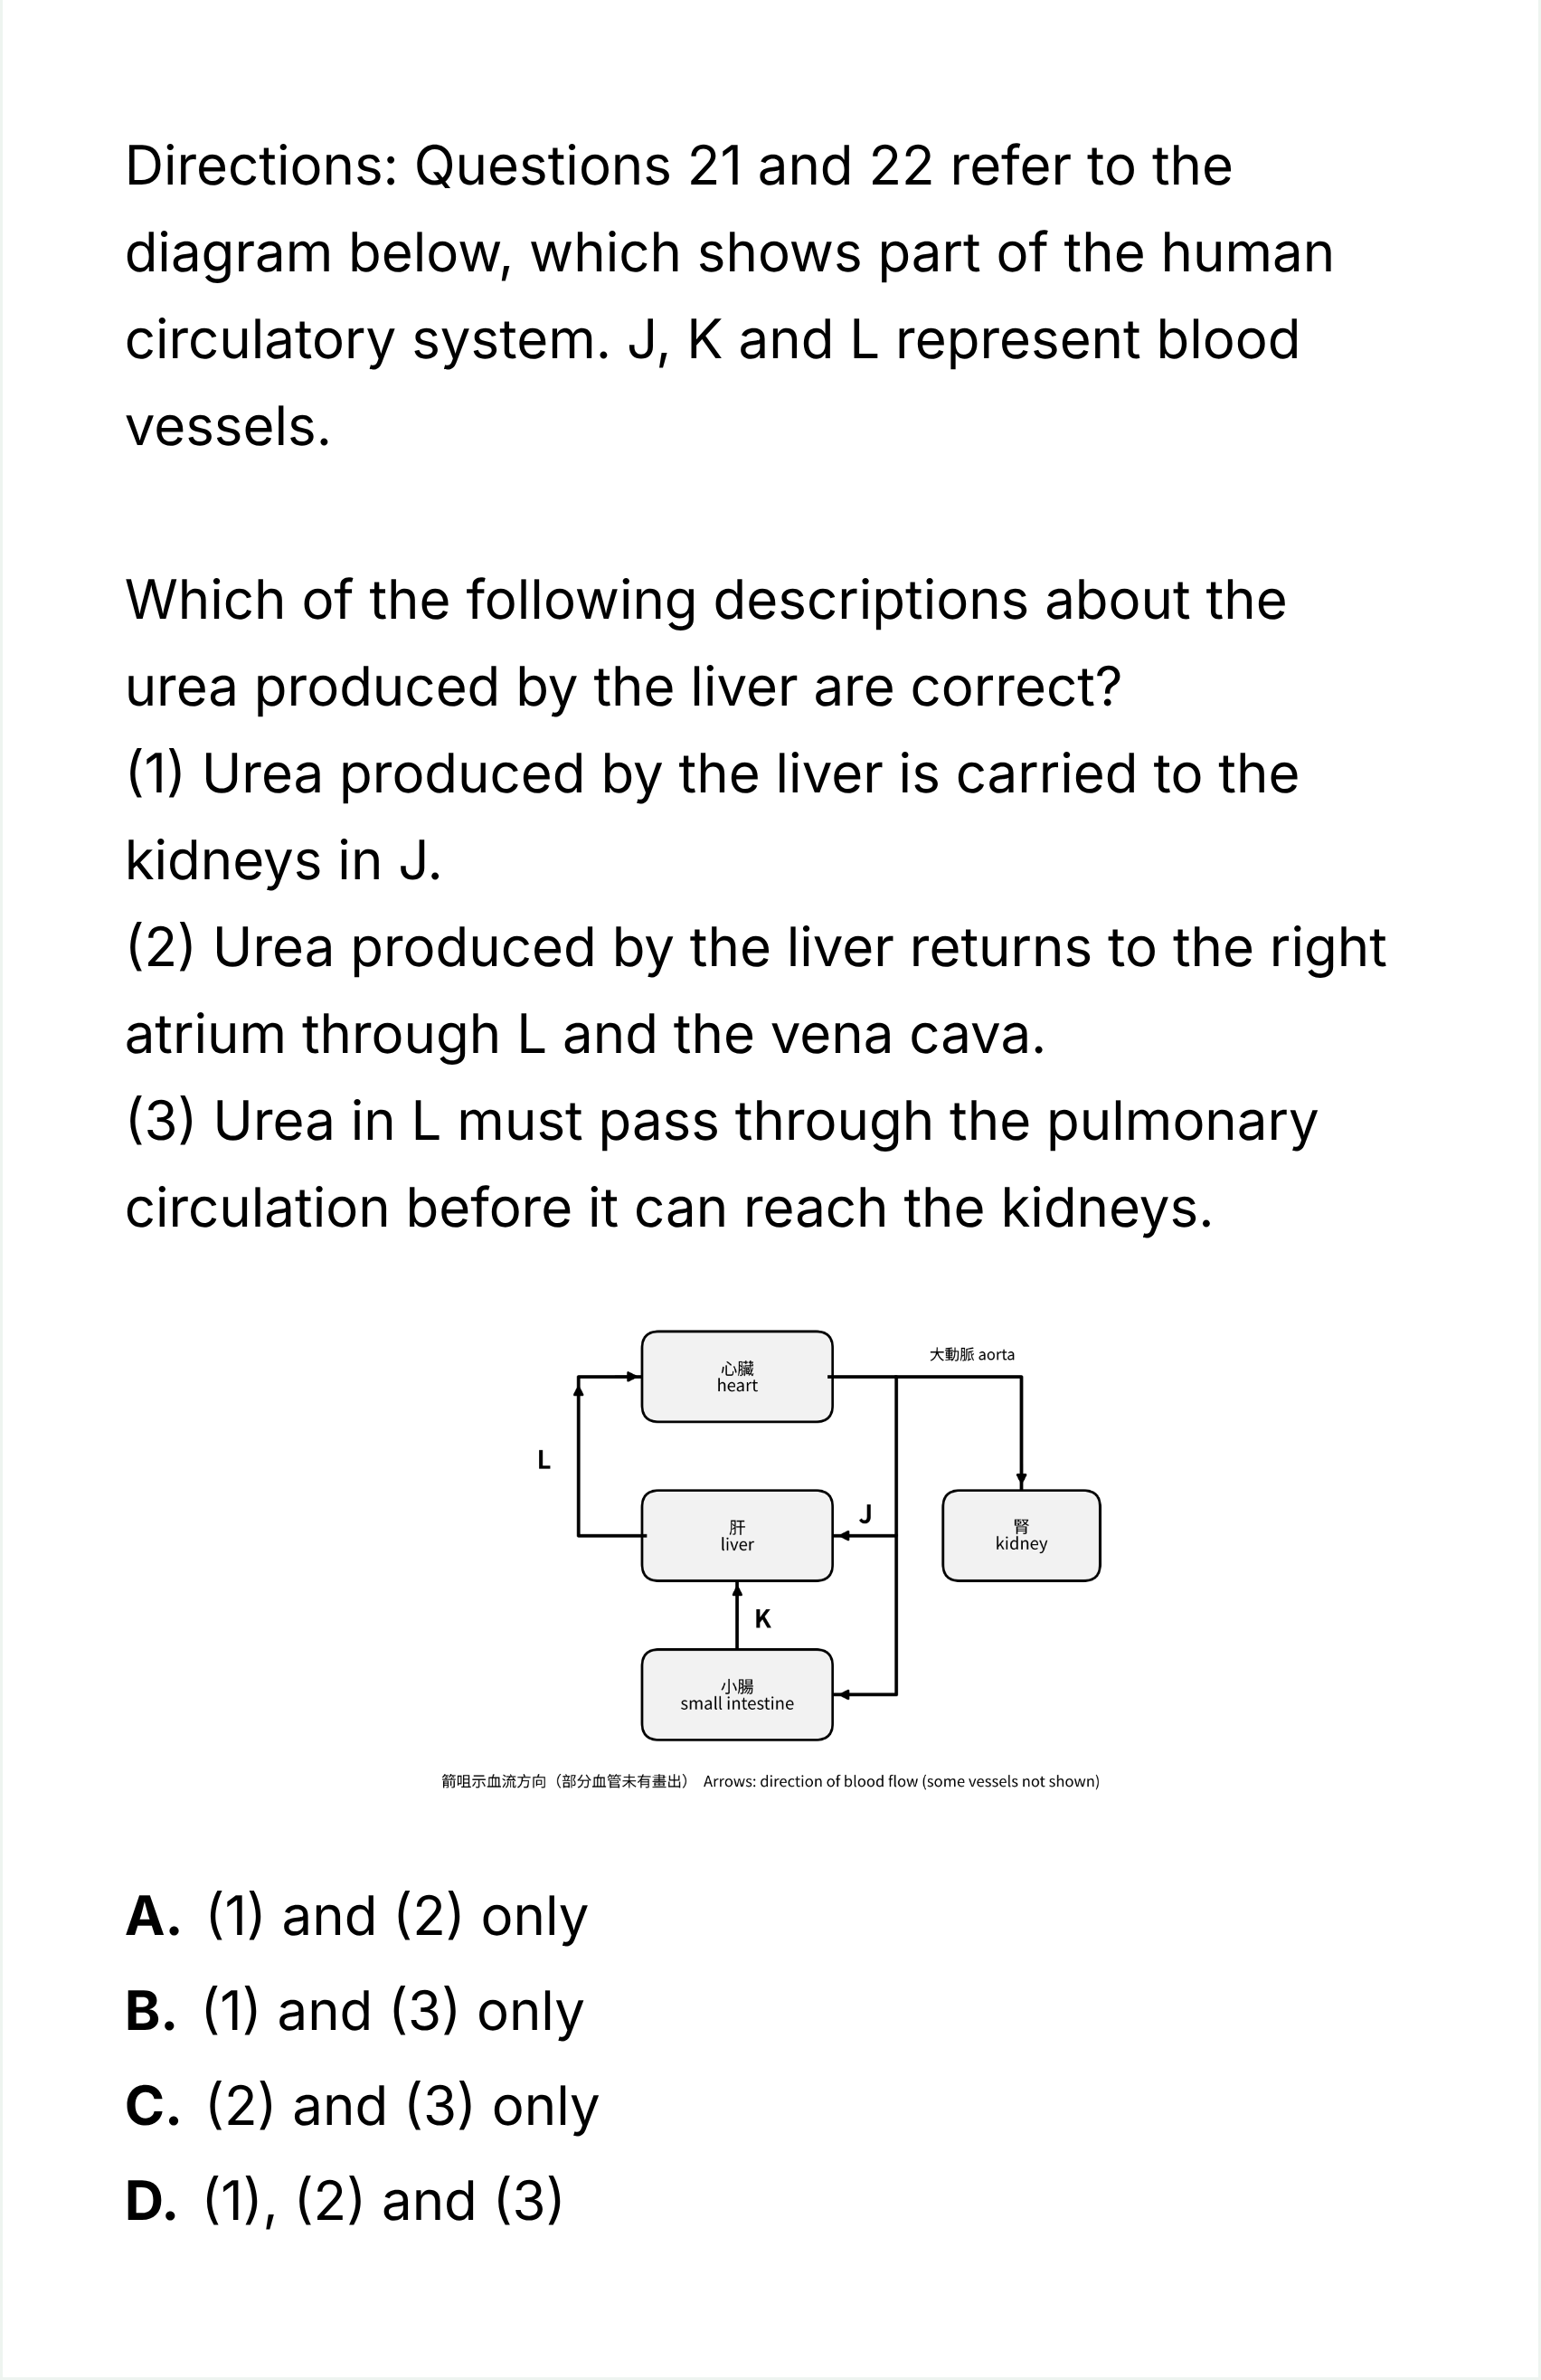 Directions: Questions 21 and 22 refer to the
diagram below, which shows part of the human
circulatory system. J, K and L represent blood
vessels.
Which of the following descriptions about the
urea produced by the liver are correct?
(1) Urea produced by the liver is carried to the
kidneys in J.
(2) Urea produced by the liver returns to the right
atrium through L and the vena cava.
(3) Urea in L must pass through the pulmonary
circulation before it can reach the kidneys.
大動脈 aorta
心臟
heart
L
J
肝
liver
腎
kidney
K
小腸
small intestine
箭咀示血流方向（部分血管未有畫出） Arrows: direction of blood flow (some vessels not shown)
A. (1) and (2) only
B. (1) and (3) only
C. (2) and (3) only
D. (1), (2) and (3)